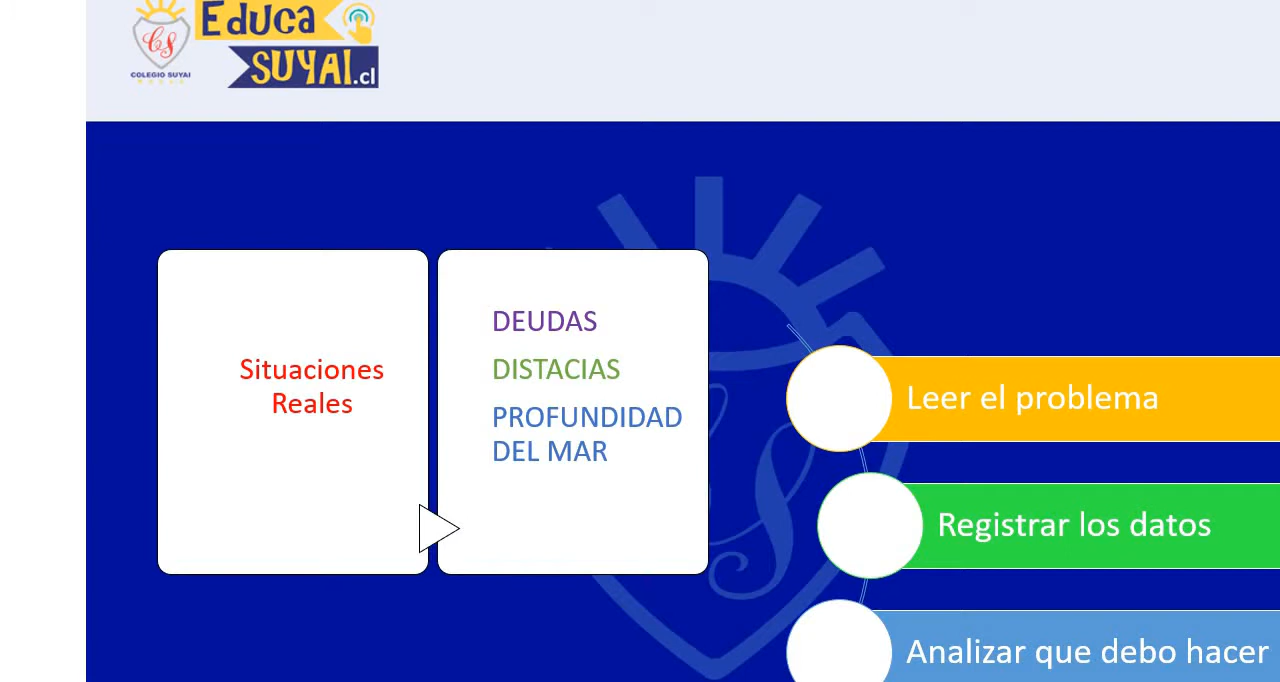 Educa
CS
COLEGIO SUYAI
SUYAI.cl
Situaciones
Reales
DEUDAS
DISTACIAS
PROFUNDIDAD
DEL MAR
Leer el problema
Registrar los datos
Analizar que debo hacer